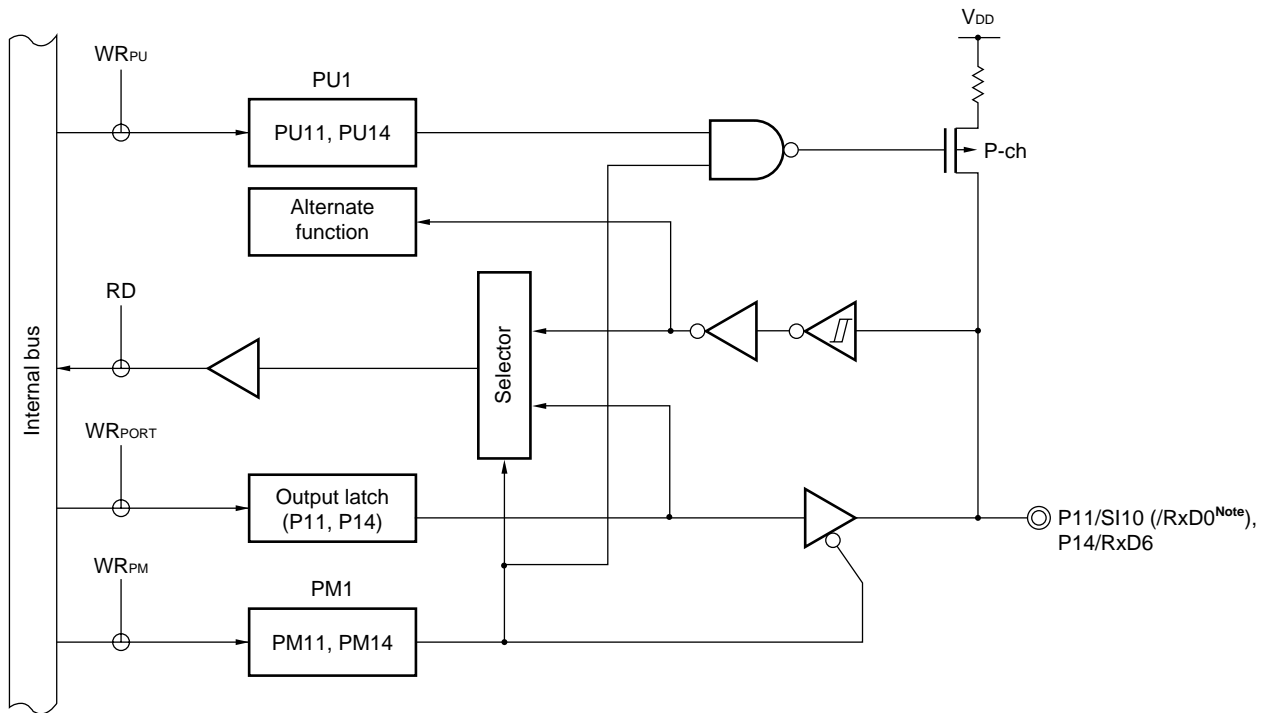 VDD
WRPU
PU1
PU11, PU14
P-ch
Alternate
function
RD
Selector
Internal bus
WRPORT
Output latch
(P11, P14)
P11/SI10 (/RxD0Note),
P14/RxD6
WRPM
PM1
PM11, PM14